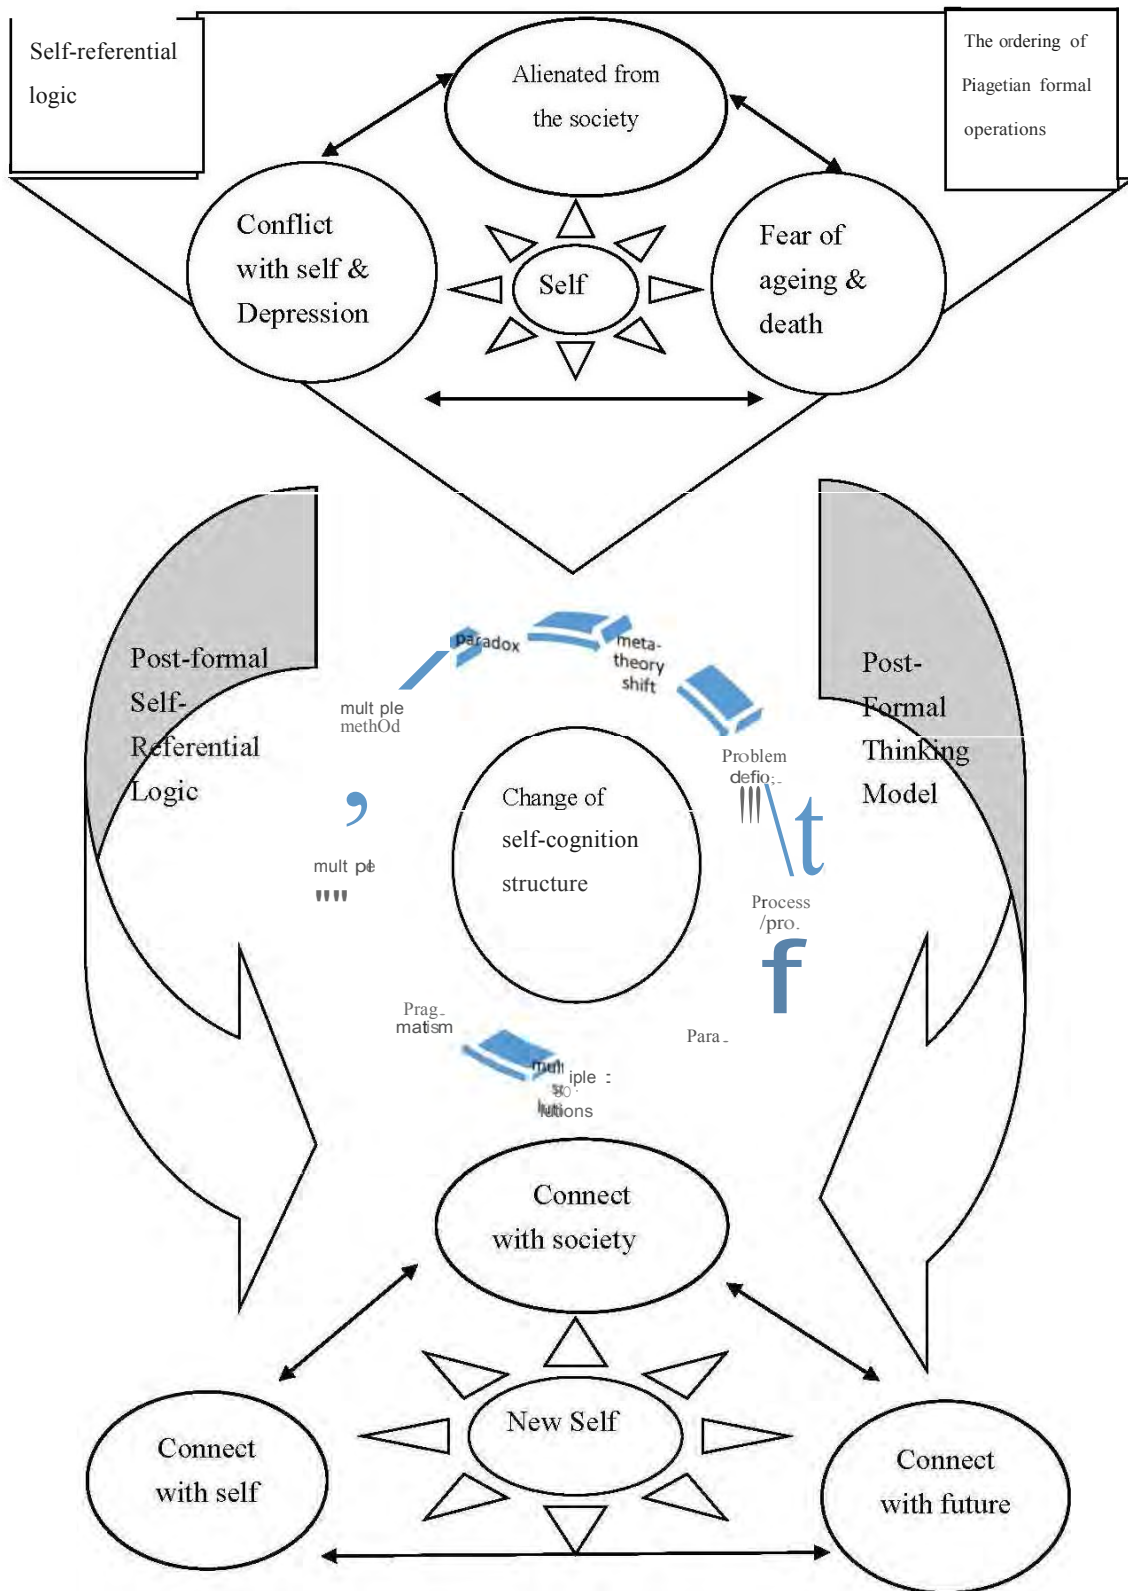 Self-referential
logic
The ordering of
Piagetian formal
operations
Alienated from
the society
Conflict
with self &
Depression
Self
Fear of
ageing &
death
Post-formal
Self-
Referential
Logic
paradox
meta-
theory
shift
mult ple
methOd
Problem
Post-
Formal
Thinking
Model
Change of
self-cognition
structure
mult ple
Process
/pro.
Prag-
matism
Para-
multiple
lutions
Connect
with society
New Self
Connect
with self
Connect
with future